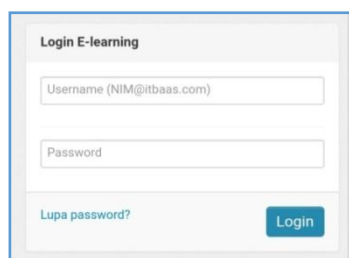 Login E-learning
Username (NIM@itbaas.com)
Password
Lupa password?
Login